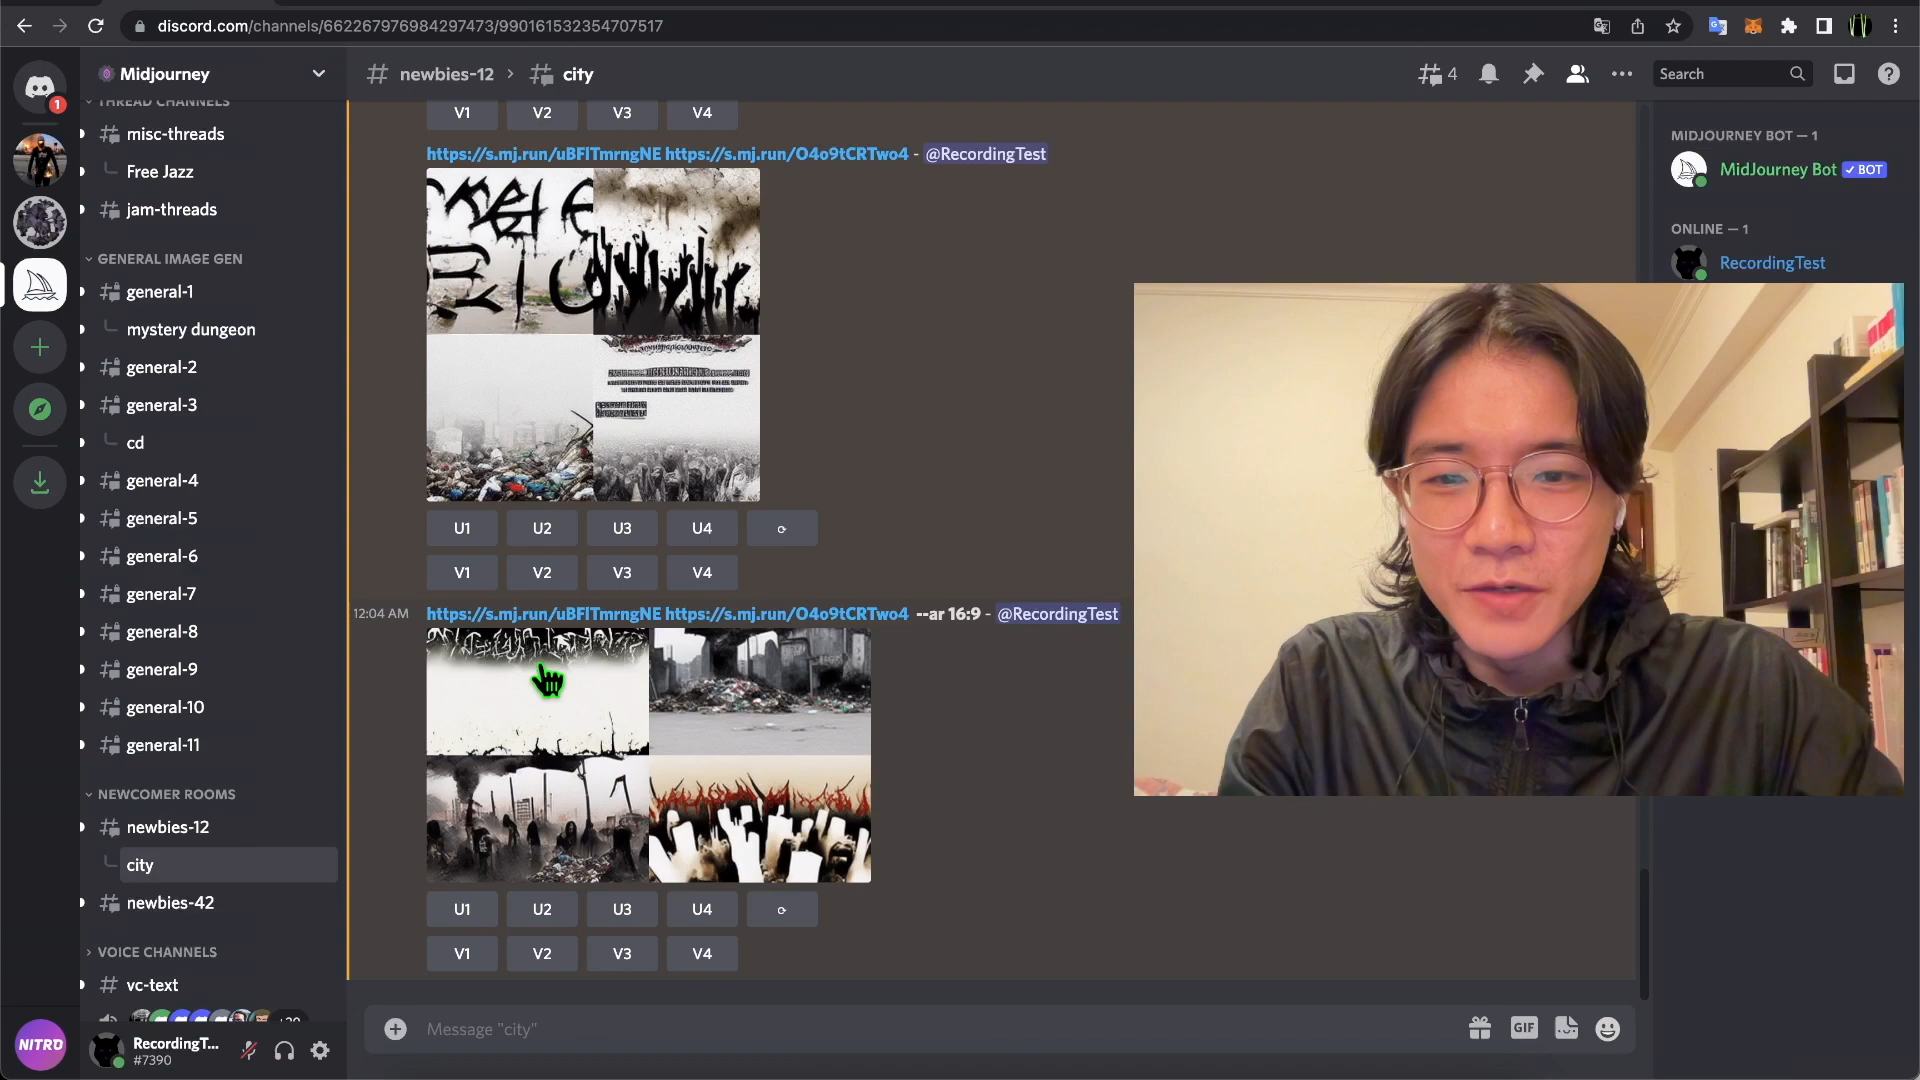 discord.com/channels/662267976984297473/990161532354707517
Midjourney
newbies-12 > city
4
Search
THREAD CHANNELS
misc-threads
Free Jazz
jam-threads
GENERAL IMAGE GEN
general-1
mystery dungeon
general-2
general-3
cd
general-4
general-5
general-6
general-7
general-8
general-9
general-10
general-11
NEWCOMER ROOMS
newbies-12
city
newbies-42
VOICE CHANNELS
vc-text
1
NITRO
RecordingT...
#7390
V1 V2 V3 V4
https://s.mj.run/uBFlTmrngNE https://s.mj.run/O4o9tCRTwo4 - @RecordingTest
U1 U2 U3 U4
V1 V2 V3 V4
12:04 AM https://s.mj.run/uBFlTmrngNE https://s.mj.run/O4o9tCRTwo4 --ar 16:9 - @RecordingTest
U1 U2 U3 U4
V1 V2 V3 V4
Message "city"
GIF
MIDJOURNEY BOT — 1
MidJourney Bot ✓ BOT
ONLINE — 1
RecordingTest